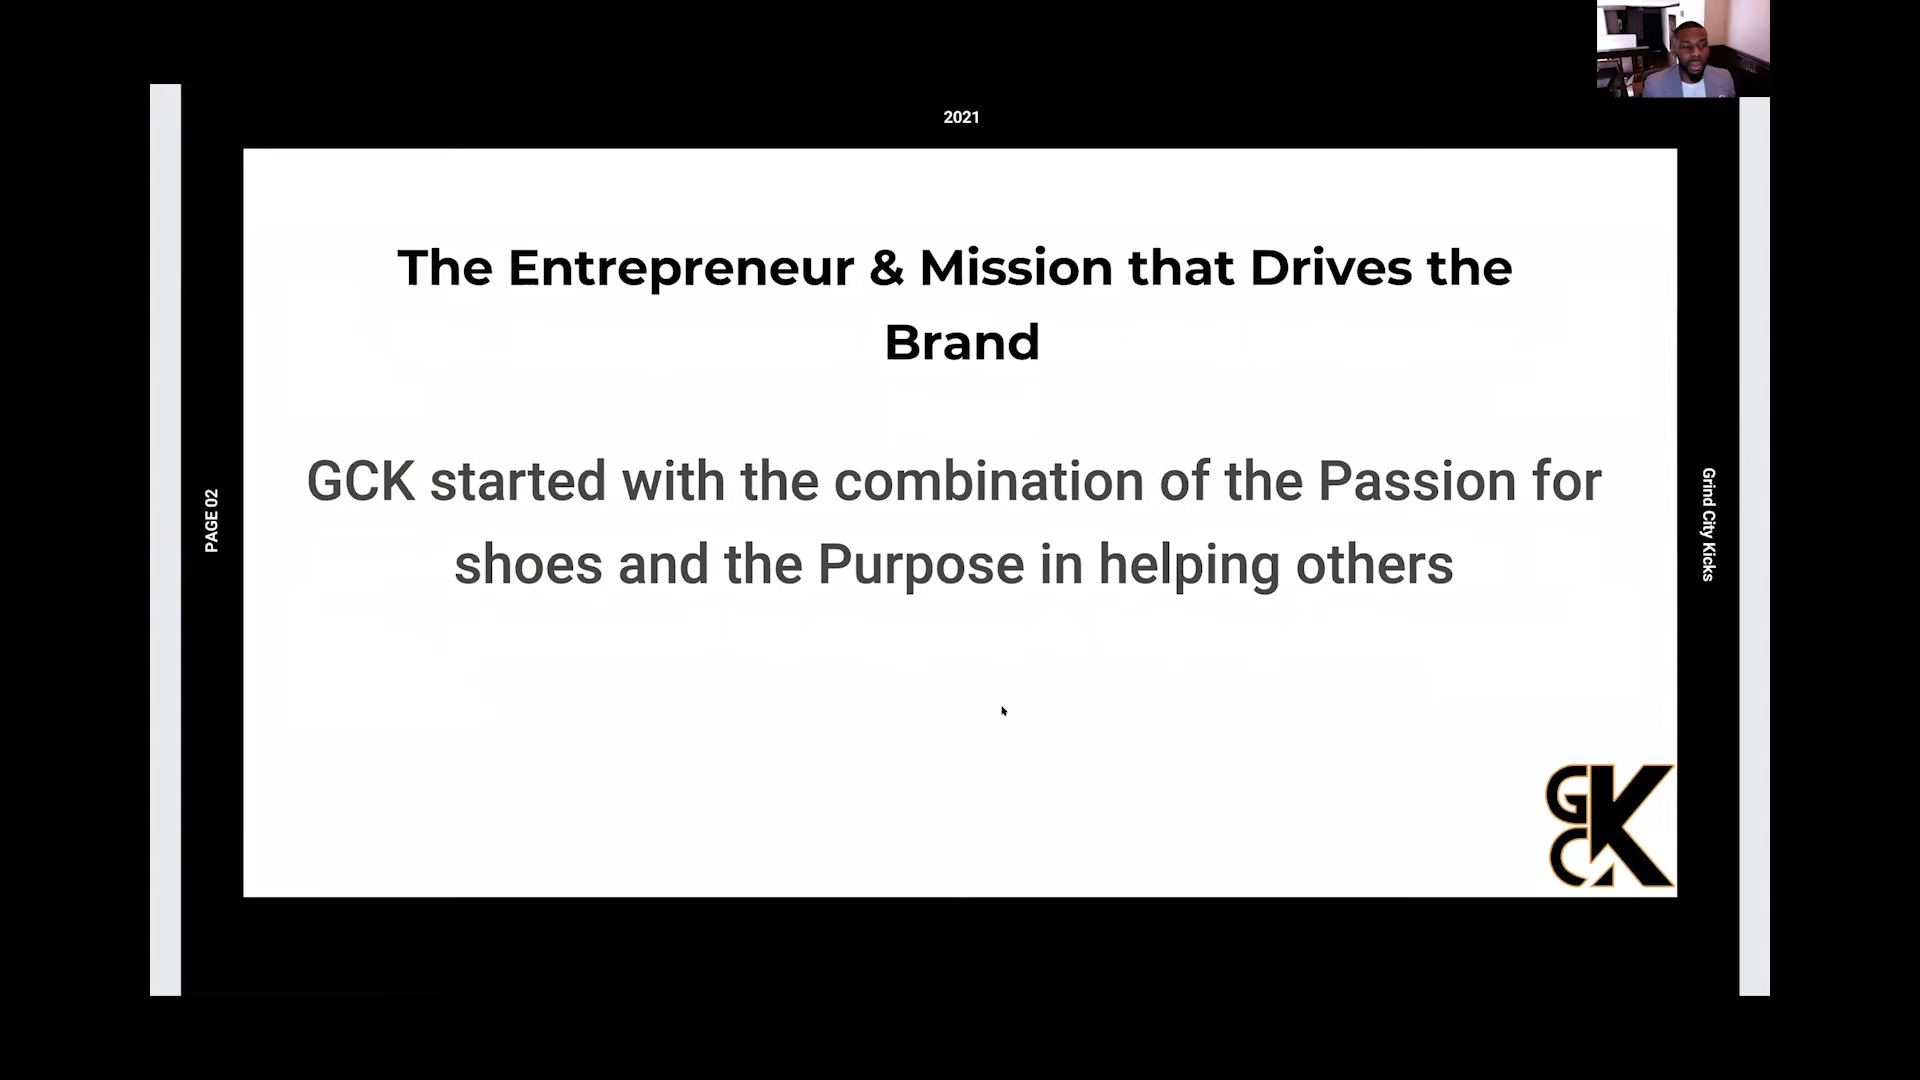 2021
The Entrepreneur & Mission that Drives the
Brand
GCK started with the combination of the Passion for
shoes and the Purpose in helping others
PAGE 02
Grind City Kicks
GCK